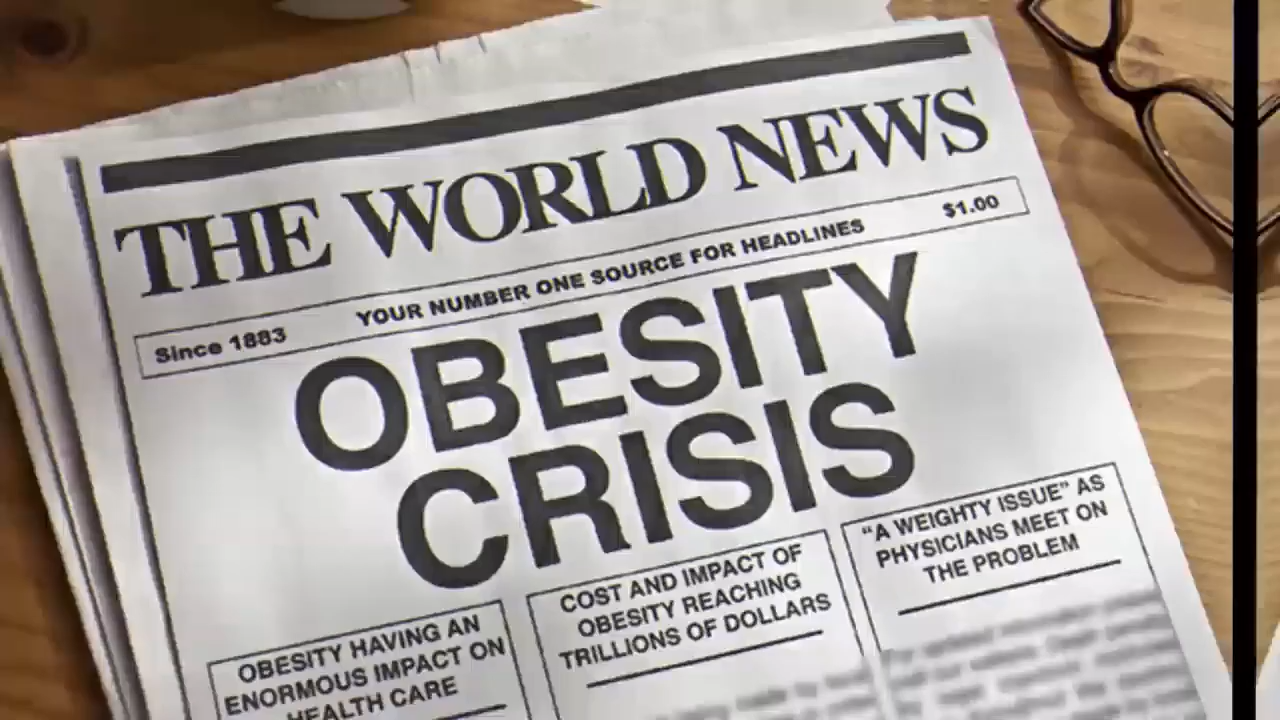 THE WORLD NEWS
Since 1883 YOUR NUMBER ONE SOURCE FOR HEADLINES $1.00
OBESITY
CRISIS
OBESITY HAVING AN
ENORMOUS IMPACT ON
HEALTH CARE
COST AND IMPACT OF
OBESITY REACHING
TRILLIONS OF DOLLARS
“A WEIGHTY ISSUE” AS
PHYSICIANS MEET ON
THE PROBLEM